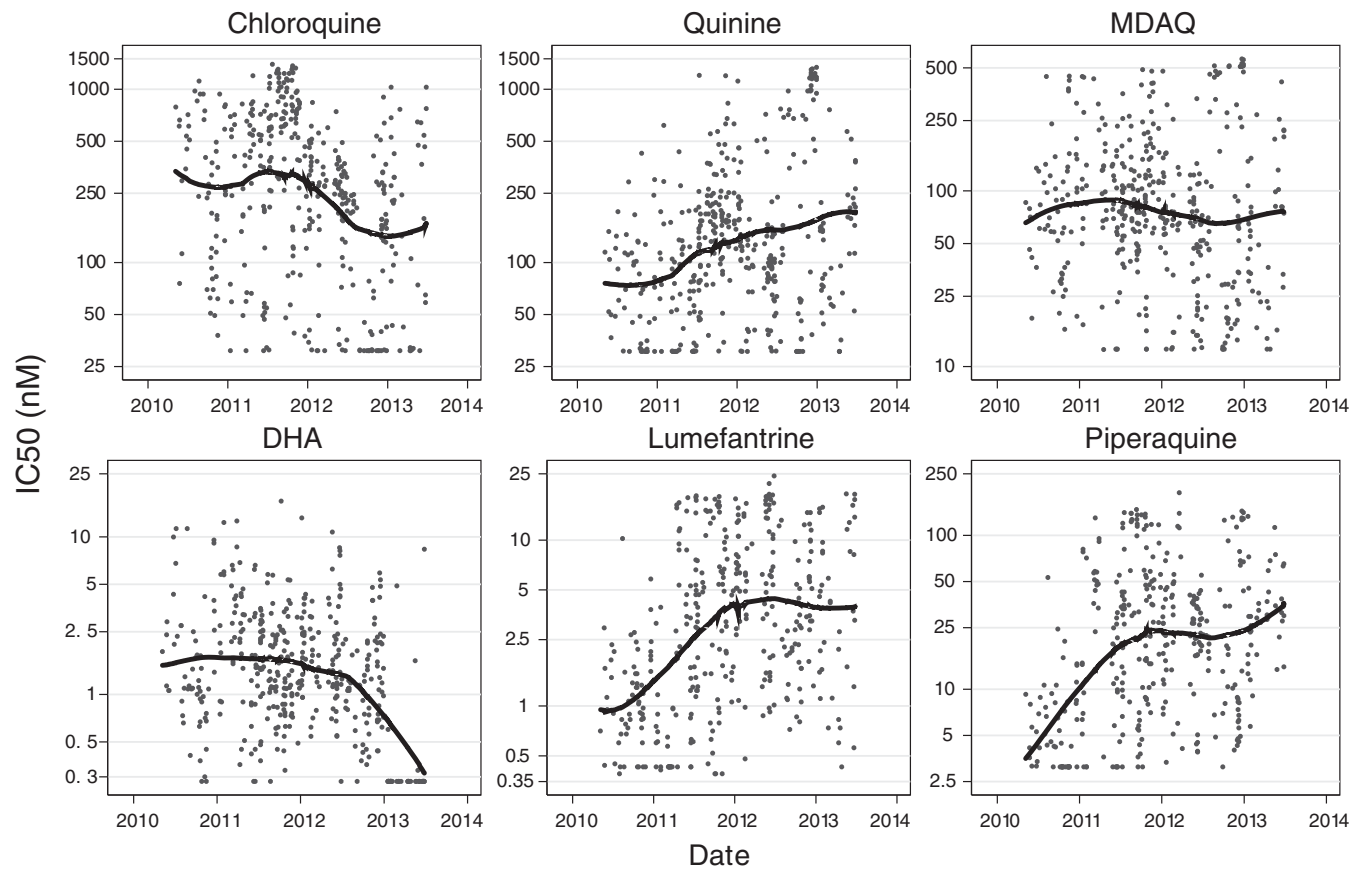 Chloroquine Quinine MDAQ
1500 1500 500
1000 1000
500 500 250
250 250 100
100 100 50
50 50 25
25 25 10
2010 2011 2012 2013 2014 2010 2011 2012 2013 2014 2010 2011 2012 2013 2014
IC50 (nM)
DHA Lumefantrine Piperaquine
25 25 250
10 10 100
5 5 50
2. 5 2.5 25
1 1 10
0. 5 0.5 5
0. 3 0.35 2.5
2010 2011 2012 2013 2014 2010 2011 2012 2013 2014 2010 2011 2012 2013 2014
Date